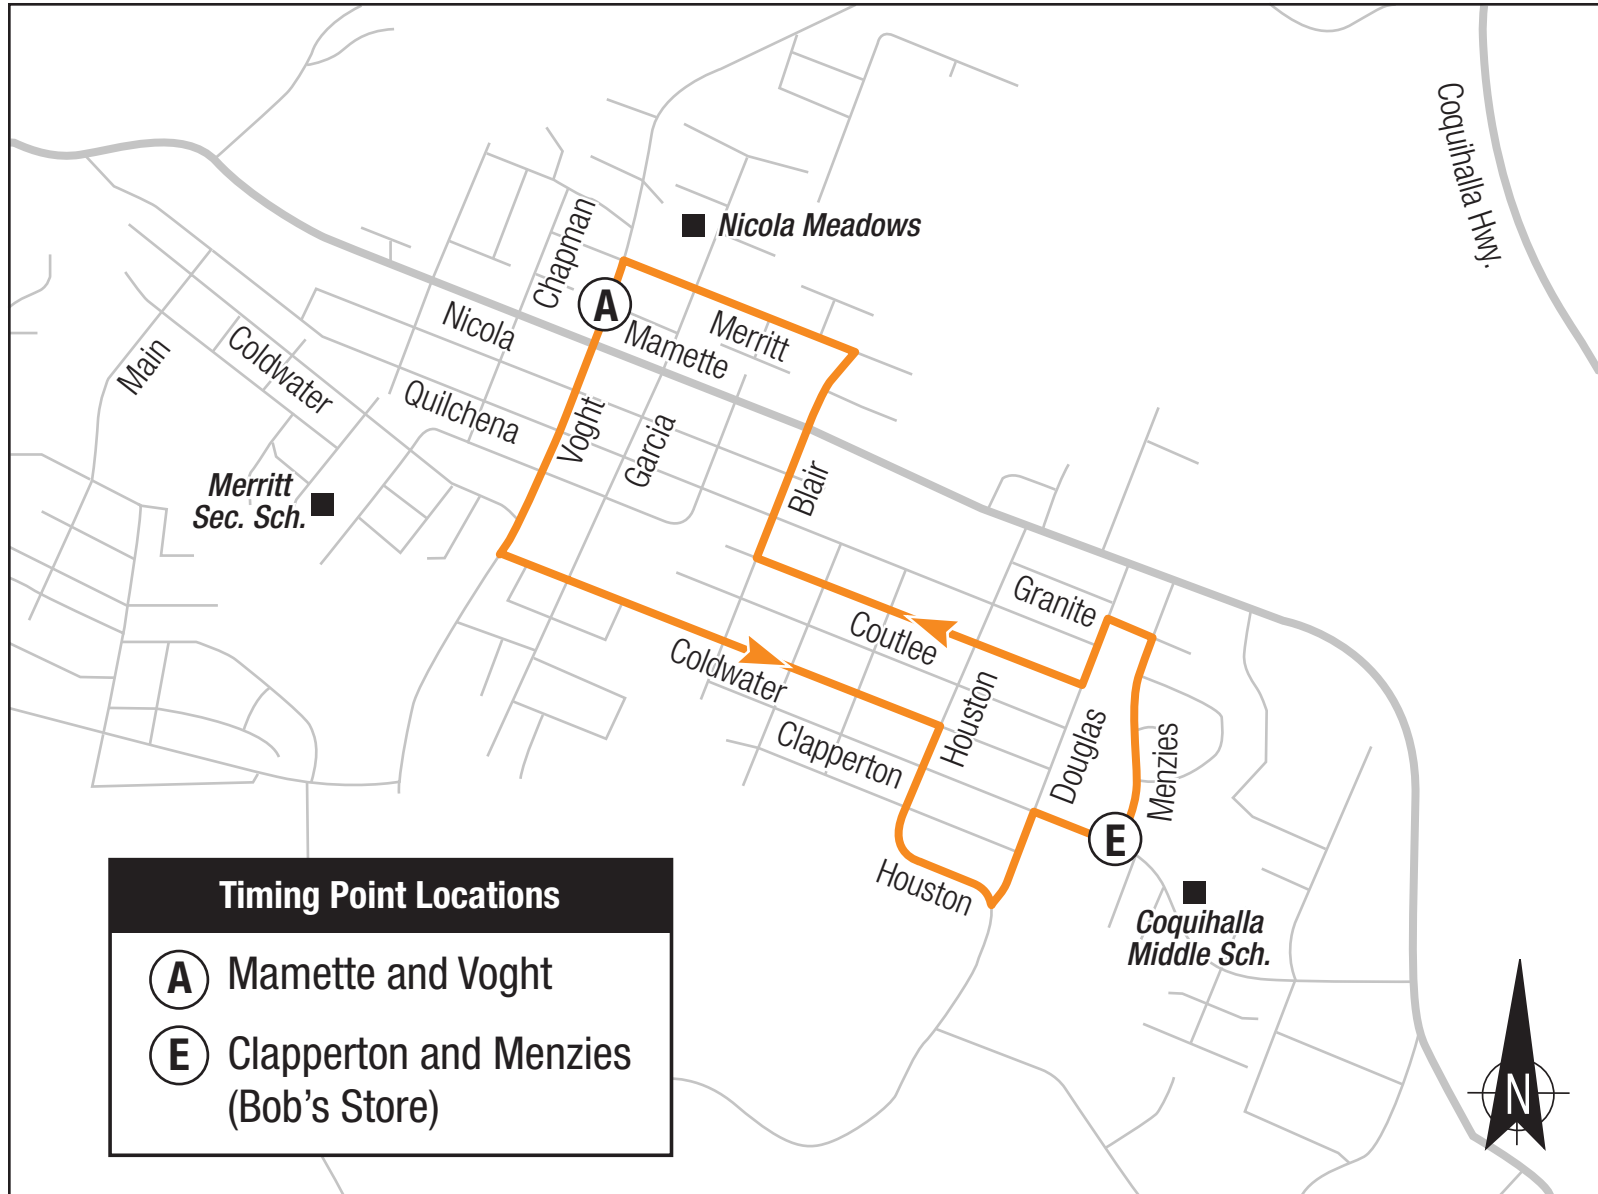 Coquihalla Hwy.
Nicola Meadows
Chapman
A
Merritt
Mamette
Nicola
Main
Coldwater
Quilchena
Voght
Garcia
Blair
Merritt
Sec. Sch.
Granite
Coutlee
Coldwater
Houston
Douglas
Menzies
Clapperton
E
Houston
Coquihalla
Middle Sch.
Timing Point Locations
A Mamette and Voght
E Clapperton and Menzies
(Bob's Store)
N